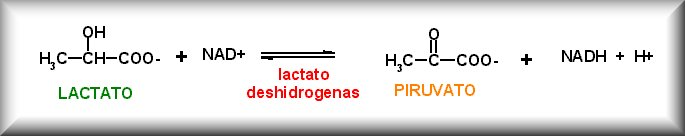 OH
H3C—CH—COO- + NAD+
lactato
deshidrogenas
LACTATO
O
H3C—C—COO- + NADH + H+
PIRUVATO